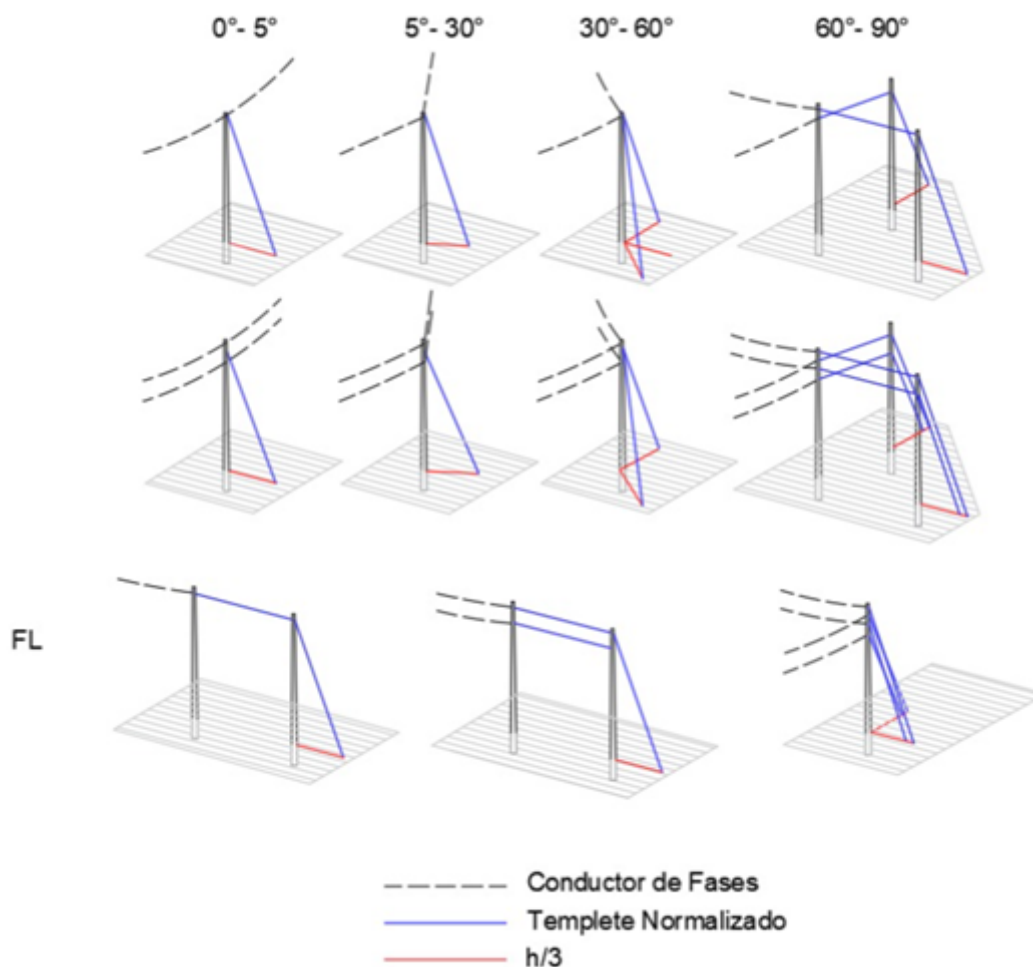 0°- 5° 5°- 30° 30°- 60° 60°- 90°
FL
Conductor de Fases
Templete Normalizado
h/3